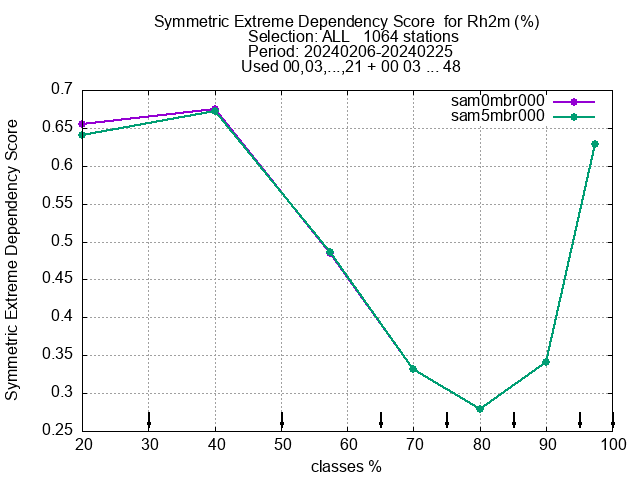 Symmetric Extreme Dependency Score  for Rh2m (%)
Selection: ALL   1064 stations
Period: 20240206-20240225
Used 00,03,...,21 + 00 03 ... 48
sam0mbr000
sam5mbr000
0.7
0.65
0.6
0.55
0.5
0.45
0.4
0.35
0.3
0.25
Symmetric Extreme Dependency Score
20 30 40 50 60 70 80 90 100
classes %